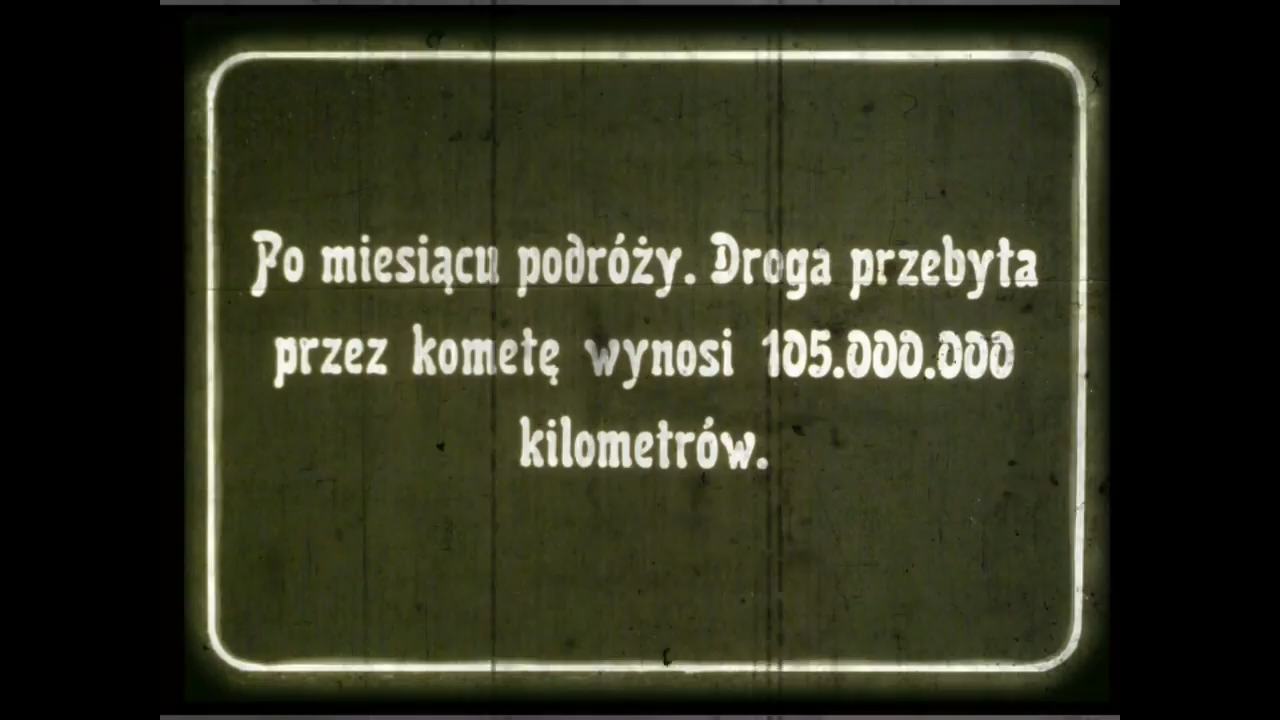 Po miesiącu podróży. Droga przebyta
przez kometę wynosi 105.000.000
kilometrów.